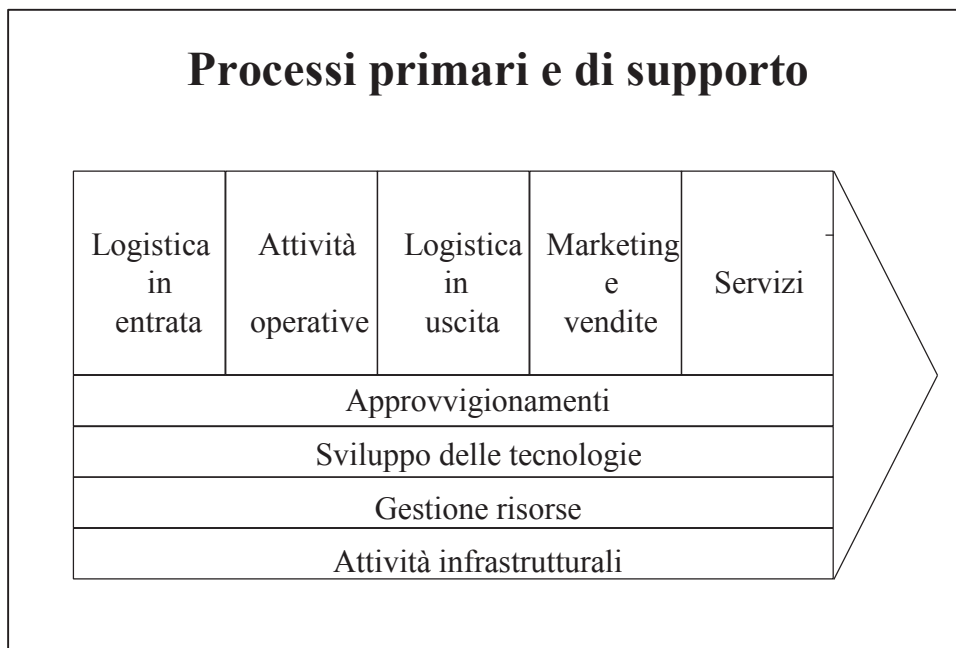 Processi primari e di supporto
Logistica
in
entrata
Attività
operative
Logistica
in
uscita
Marketing
e
vendite
Servizi
Approvvigionamenti
Sviluppo delle tecnologie
Gestione risorse
Attività infrastrutturali